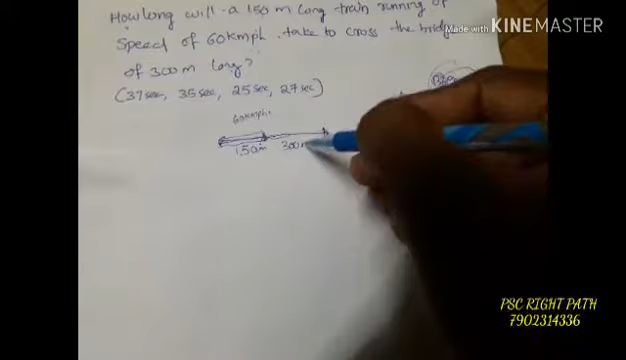 Made with KINEMASTER
How long will a 150 m long train running of
Speed of 60kmph . take to cross the bridge
of 300m long?
(37sec, 35sec, 25sec, 27sec)
60kmph.
150m 300m
PSC RIGHT PATH
7902314336